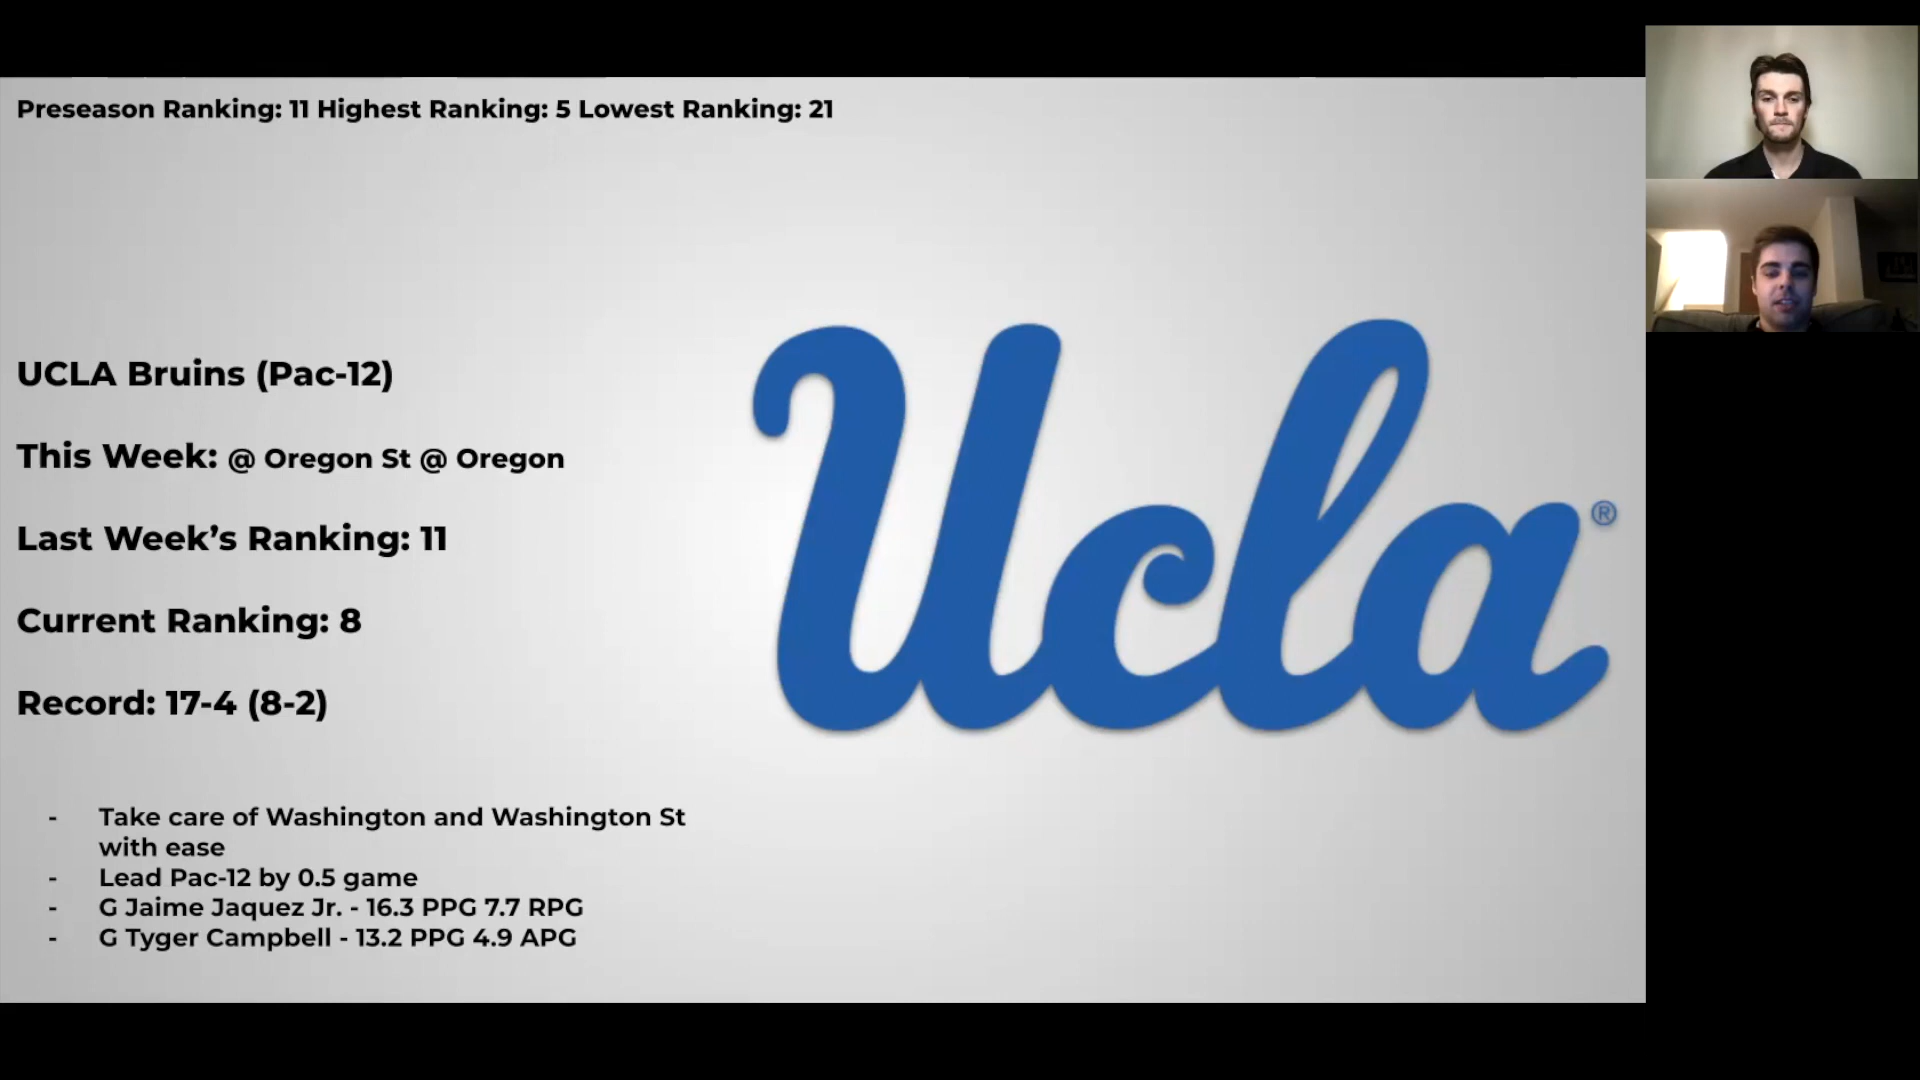 Preseason Ranking: 11 Highest Ranking: 5 Lowest Ranking: 21
UCLA Bruins (Pac-12)
This Week: @ Oregon St @ Oregon
Last Week’s Ranking: 11
Current Ranking: 8
Record: 17-4 (8-2)
- Take care of Washington and Washington St
with ease
- Lead Pac-12 by 0.5 game
- G Jaime Jaquez Jr. - 16.3 PPG 7.7 RPG
- G Tyger Campbell - 13.2 PPG 4.9 APG
Ucla ®